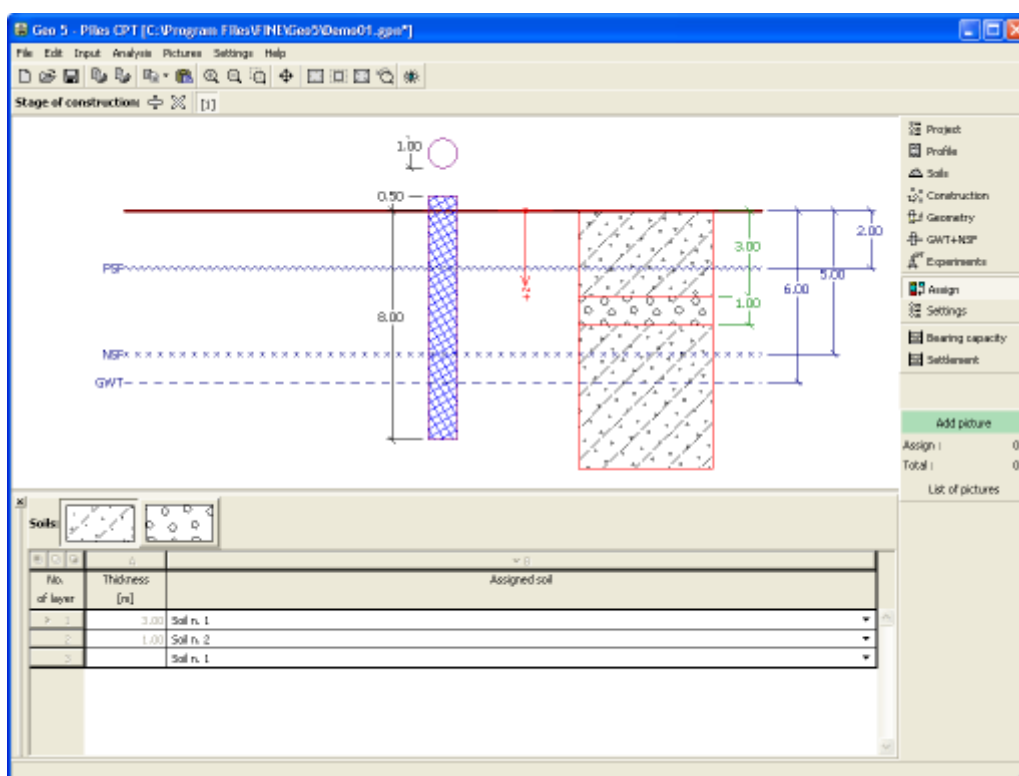 Geo 5 - Piles CPT [C:\Program Files\FINE\Geo5\Demo01.gpn*]
File Edit Input Analysis Pictures Settings Help
Stage of construction: [1]
1.00
0.50
8.00
PSF
NSF
GWT
+z
3.00
1.00
2.00
5.00
6.00
Project
Profile
Soils
Construction
Geometry
GWT+NSF
Experiments
Assign
Settings
Bearing capacity
Settlement
Add picture
Assign : 0
Total : 0
List of pictures
Soils:
No. of layer
Thickness [m]
Assigned soil
1 3.00 Soil n. 1
2 1.00 Soil n. 2
3 Soil n. 1